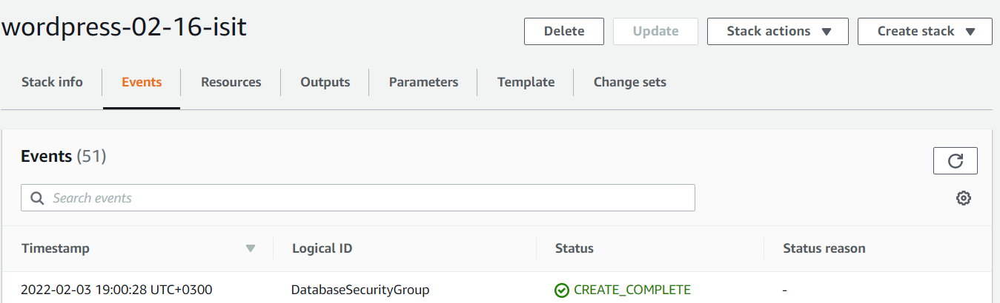 wordpress-02-16-isit
Delete Update Stack actions Create stack
Stack info Events Resources Outputs Parameters Template Change sets
Events (51)
Search events
Timestamp Logical ID Status Status reason
2022-02-03 19:00:28 UTC+0300 DatabaseSecurityGroup CREATE_COMPLETE -